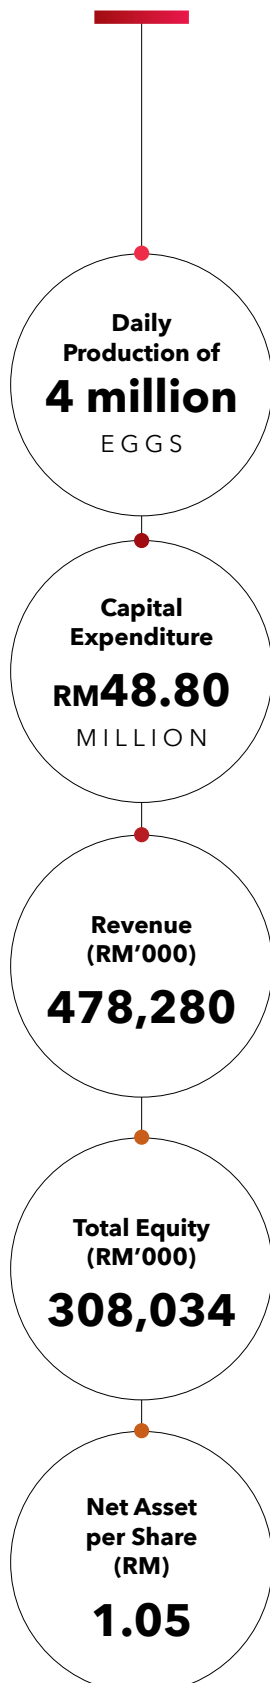 Daily
Production of
4 million
EGGS
Capital
Expenditure
RM48.80
MILLION
Revenue
(RM’000)
478,280
Total Equity
(RM’000)
308,034
Net Asset
per Share
(RM)
1.05